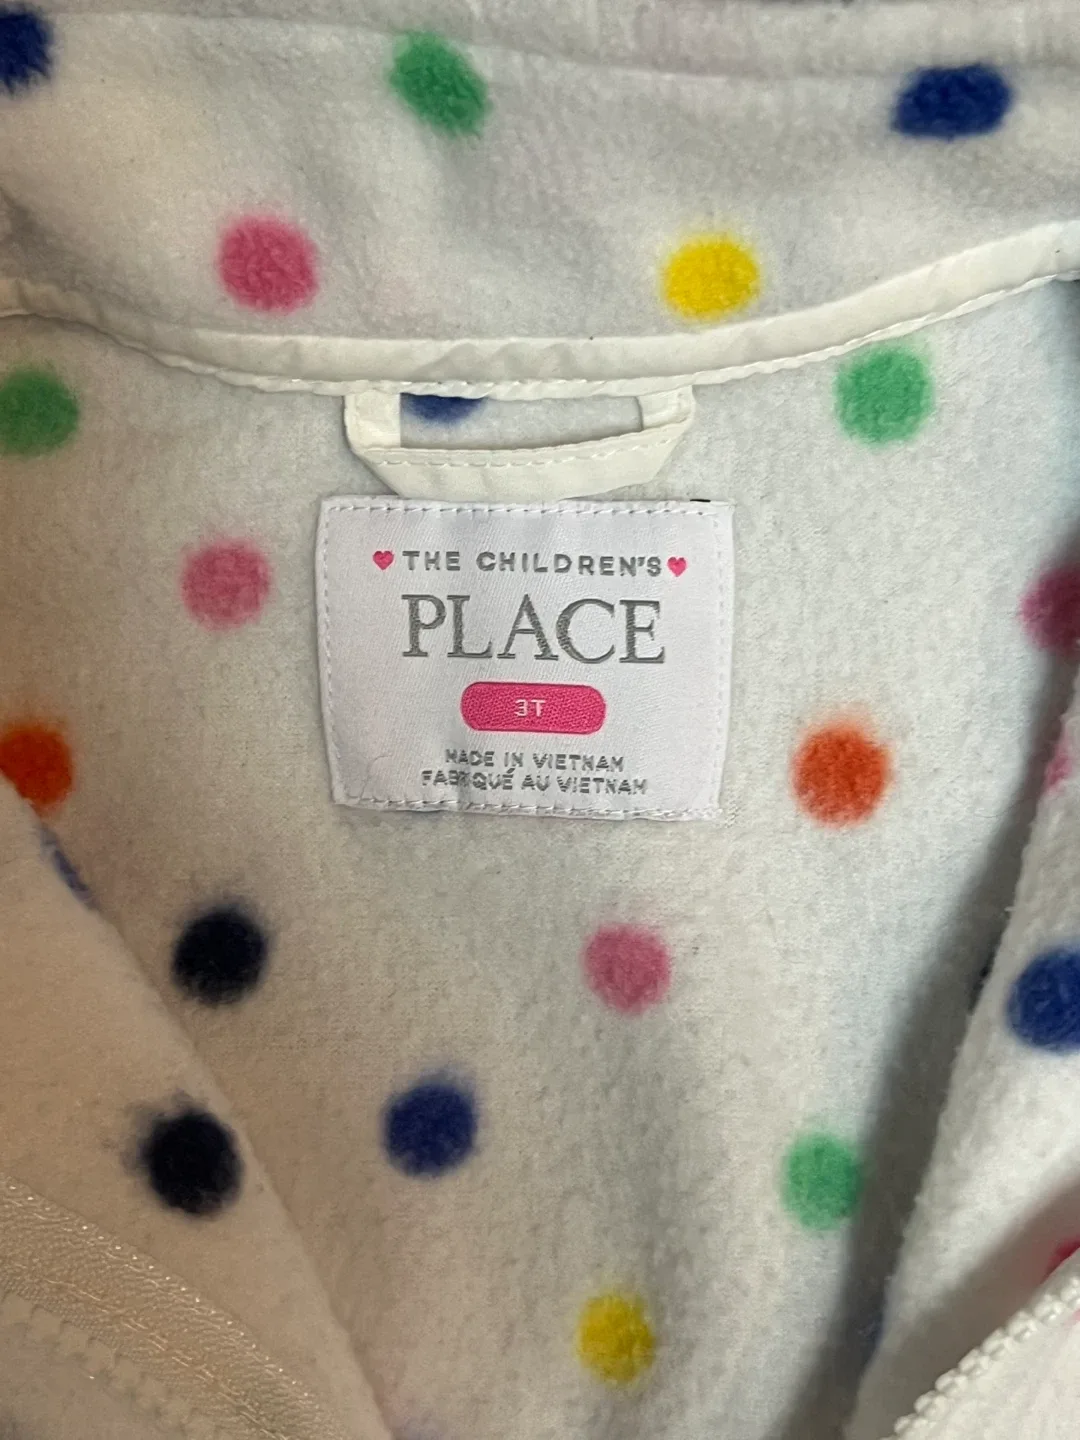 THE CHILDREN'S
PLACE
3T
MADE IN VIETNAM
FABRIQUÉ AU VIETNAM